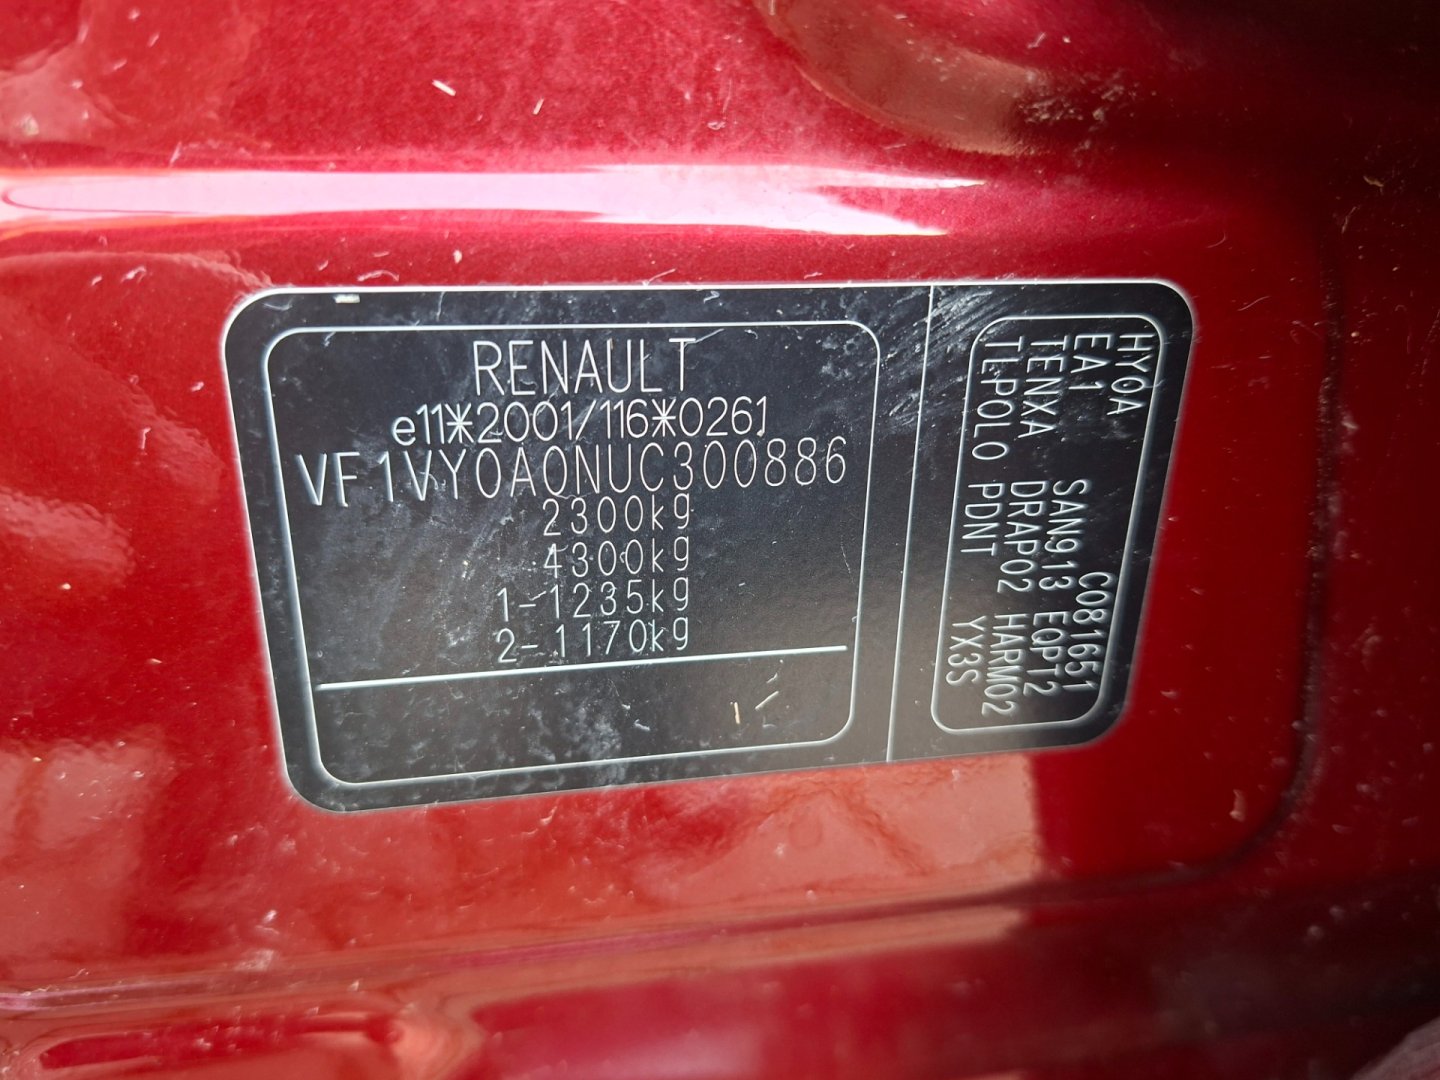 RENAULT
e11*2001/116*0261
VF1VY0A0NUC300886
2300kg
4300kg
1-1235kg
2-1170kg
HY0A C081651
EA1 SAN913 EQPT2
TENXA DRAP02 HARM02
TLPOLO PDNT YX3S